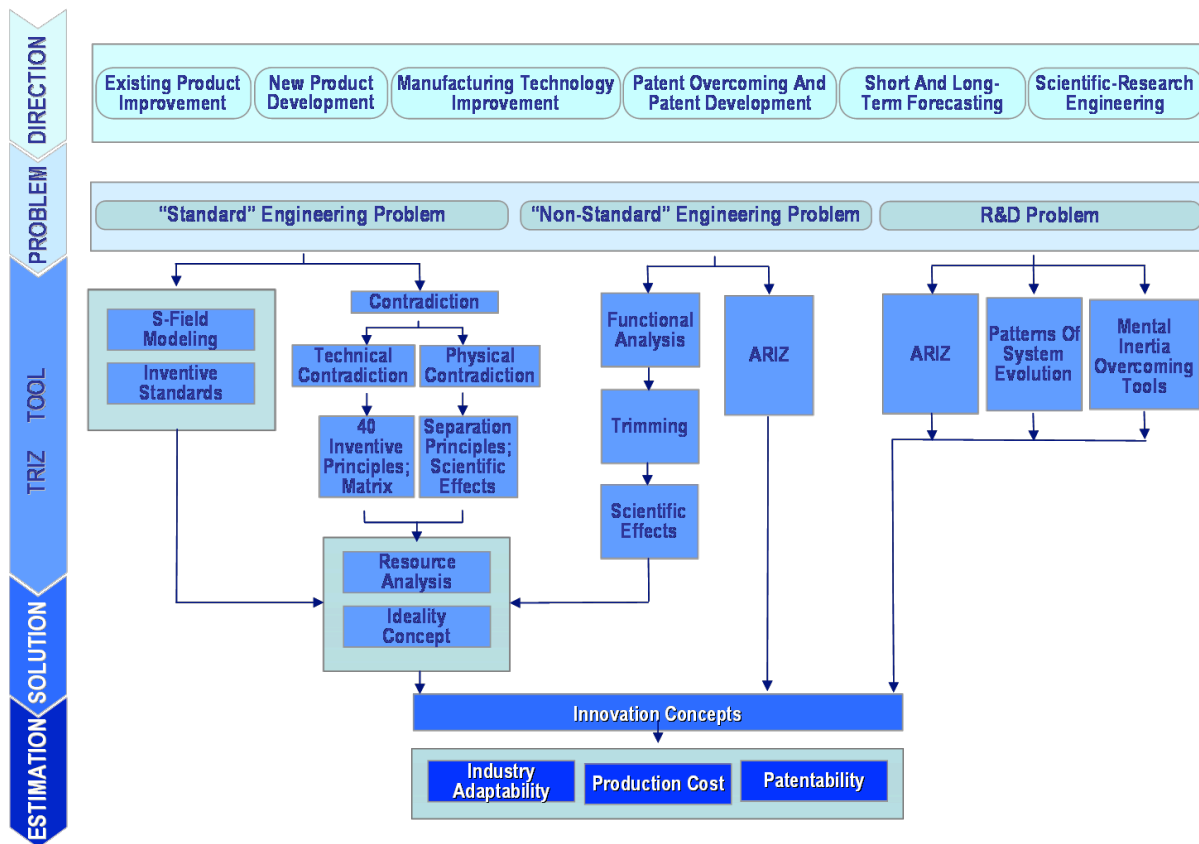 DIRECTION
Existing Product
Improvement
New Product
Development
Manufacturing Technology
Improvement
Patent Overcoming And
Patent Development
Short And Long-
Term Forecasting
Scientific-Research
Engineering
PROBLEM
“Standard” Engineering Problem
“Non-Standard” Engineering Problem
R&D Problem
TRIZ TOOL
S-Field
Modeling
Inventive
Standards
Contradiction
Technical
Contradiction
Physical
Contradiction
40
Inventive
Principles;
Matrix
Separation
Principles;
Scientific
Effects
Functional
Analysis
Trimming
Scientific
Effects
ARIZ
ARIZ
Patterns Of
System
Evolution
Mental
Inertia
Overcoming
Tools
Resource
Analysis
Ideality
Concept
SOLUTION
Innovation Concepts
ESTIMATION
Industry
Adaptability
Production Cost
Patentability